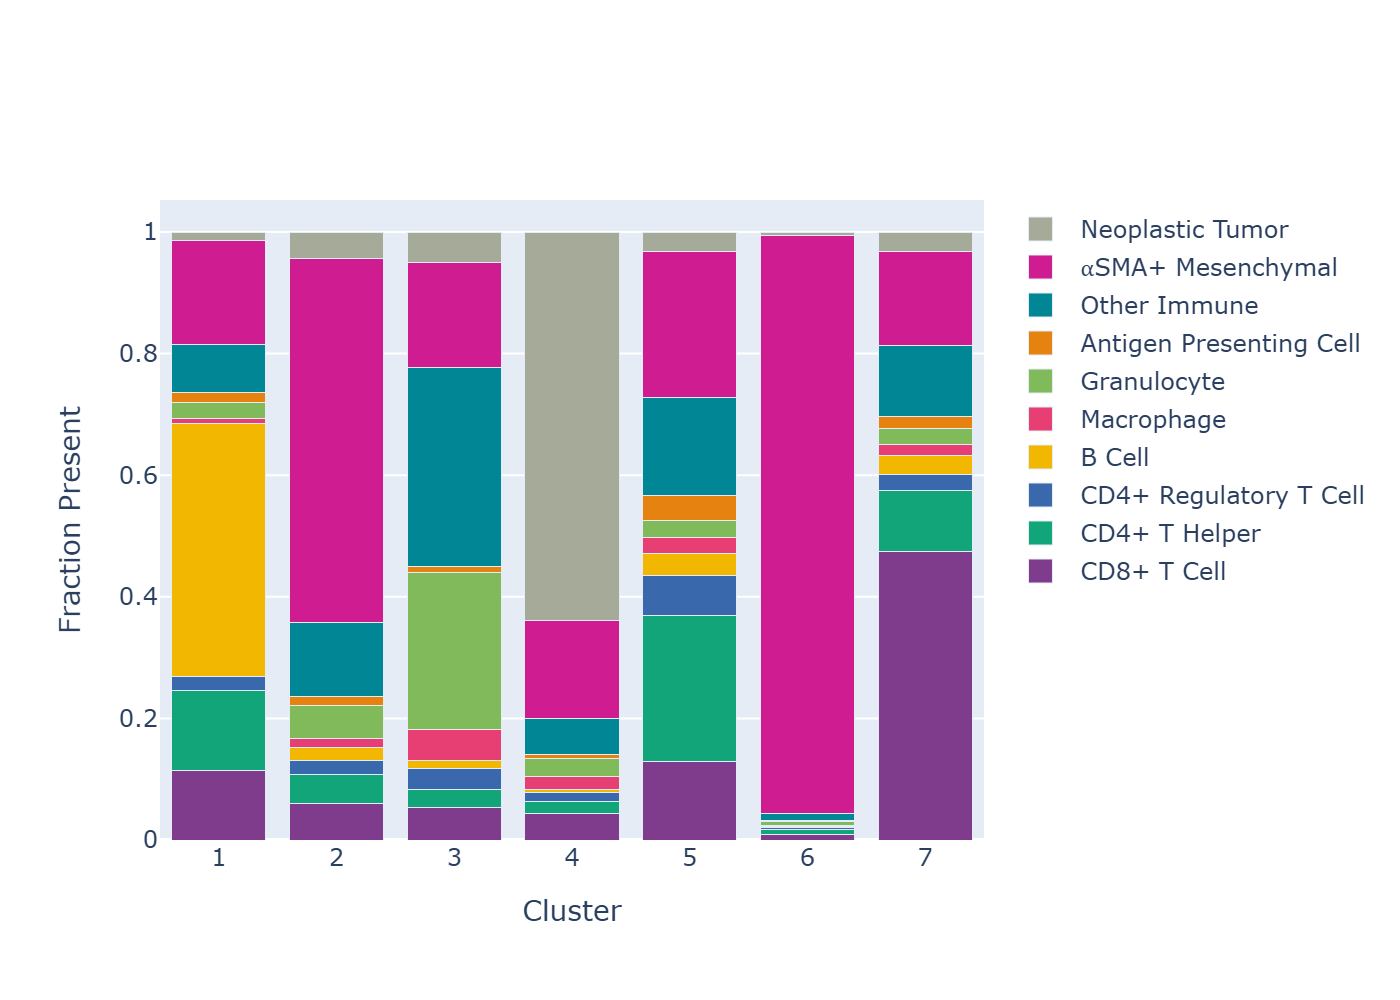 Fraction Present
1
0.8
0.6
0.4
0.2
0
1 2 3 4 5 6 7
Cluster
Neoplastic Tumor
αSMA+ Mesenchymal
Other Immune
Antigen Presenting Cell
Granulocyte
Macrophage
B Cell
CD4+ Regulatory T Cell
CD4+ T Helper
CD8+ T Cell